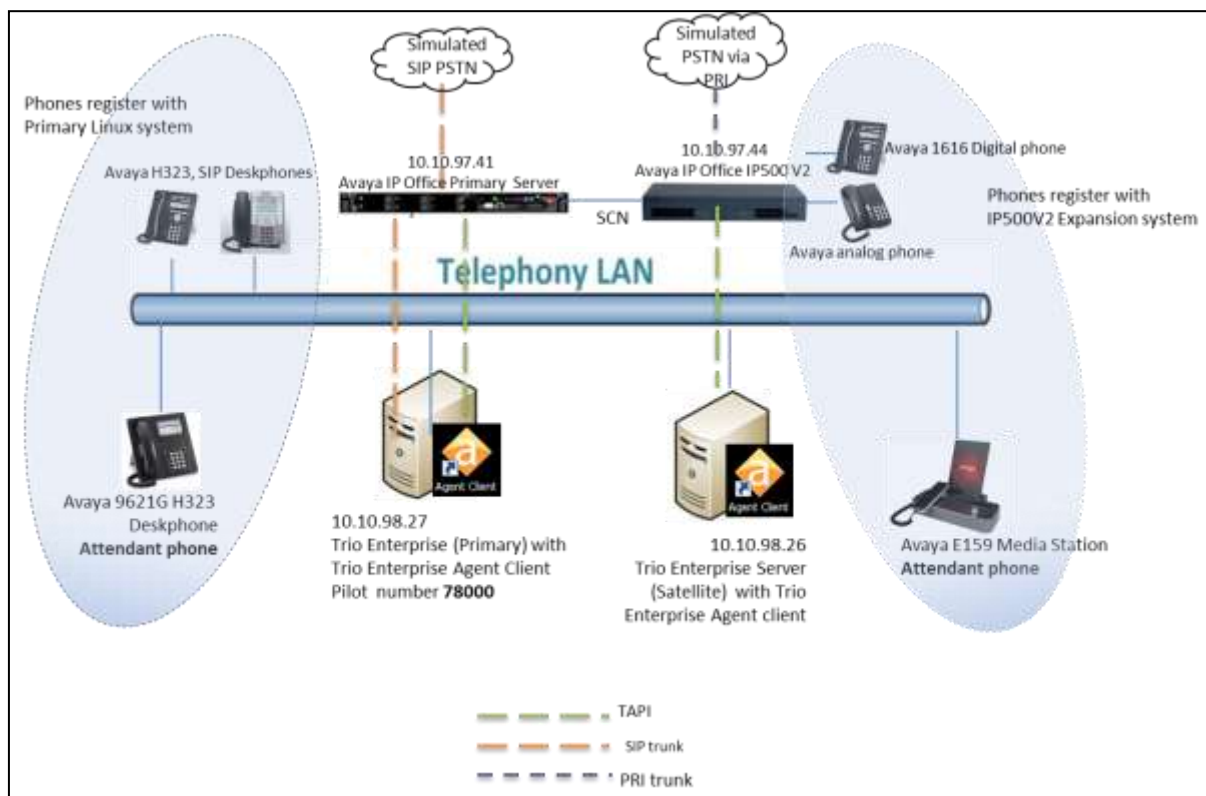 Simulated
SIP PSTN
Simulated
PSTN via
PRI
Phones register with
Primary Linux system
10.10.97.41
Avaya IP Office Primary Server
10.10.97.44
Avaya IP Office IP500 V2
Avaya 1616 Digital phone
Avaya H323, SIP Deskphones
SCN
Phones register with
IP500V2 Expansion system
Avaya analog phone
Telephony LAN
a
Agent Client
a
Agent Client
Avaya 9621G H323
Deskphone
Attendant phone
10.10.98.27
Trio Enterprise (Primary) with
Trio Enterprise Agent Client
Pilot number 78000
10.10.98.26
Trio Enterprise Server
(Satellite) with Trio
Enterprise Agent client
Avaya E159 Media Station
Attendant phone
TAPI
SIP trunk
PRI trunk